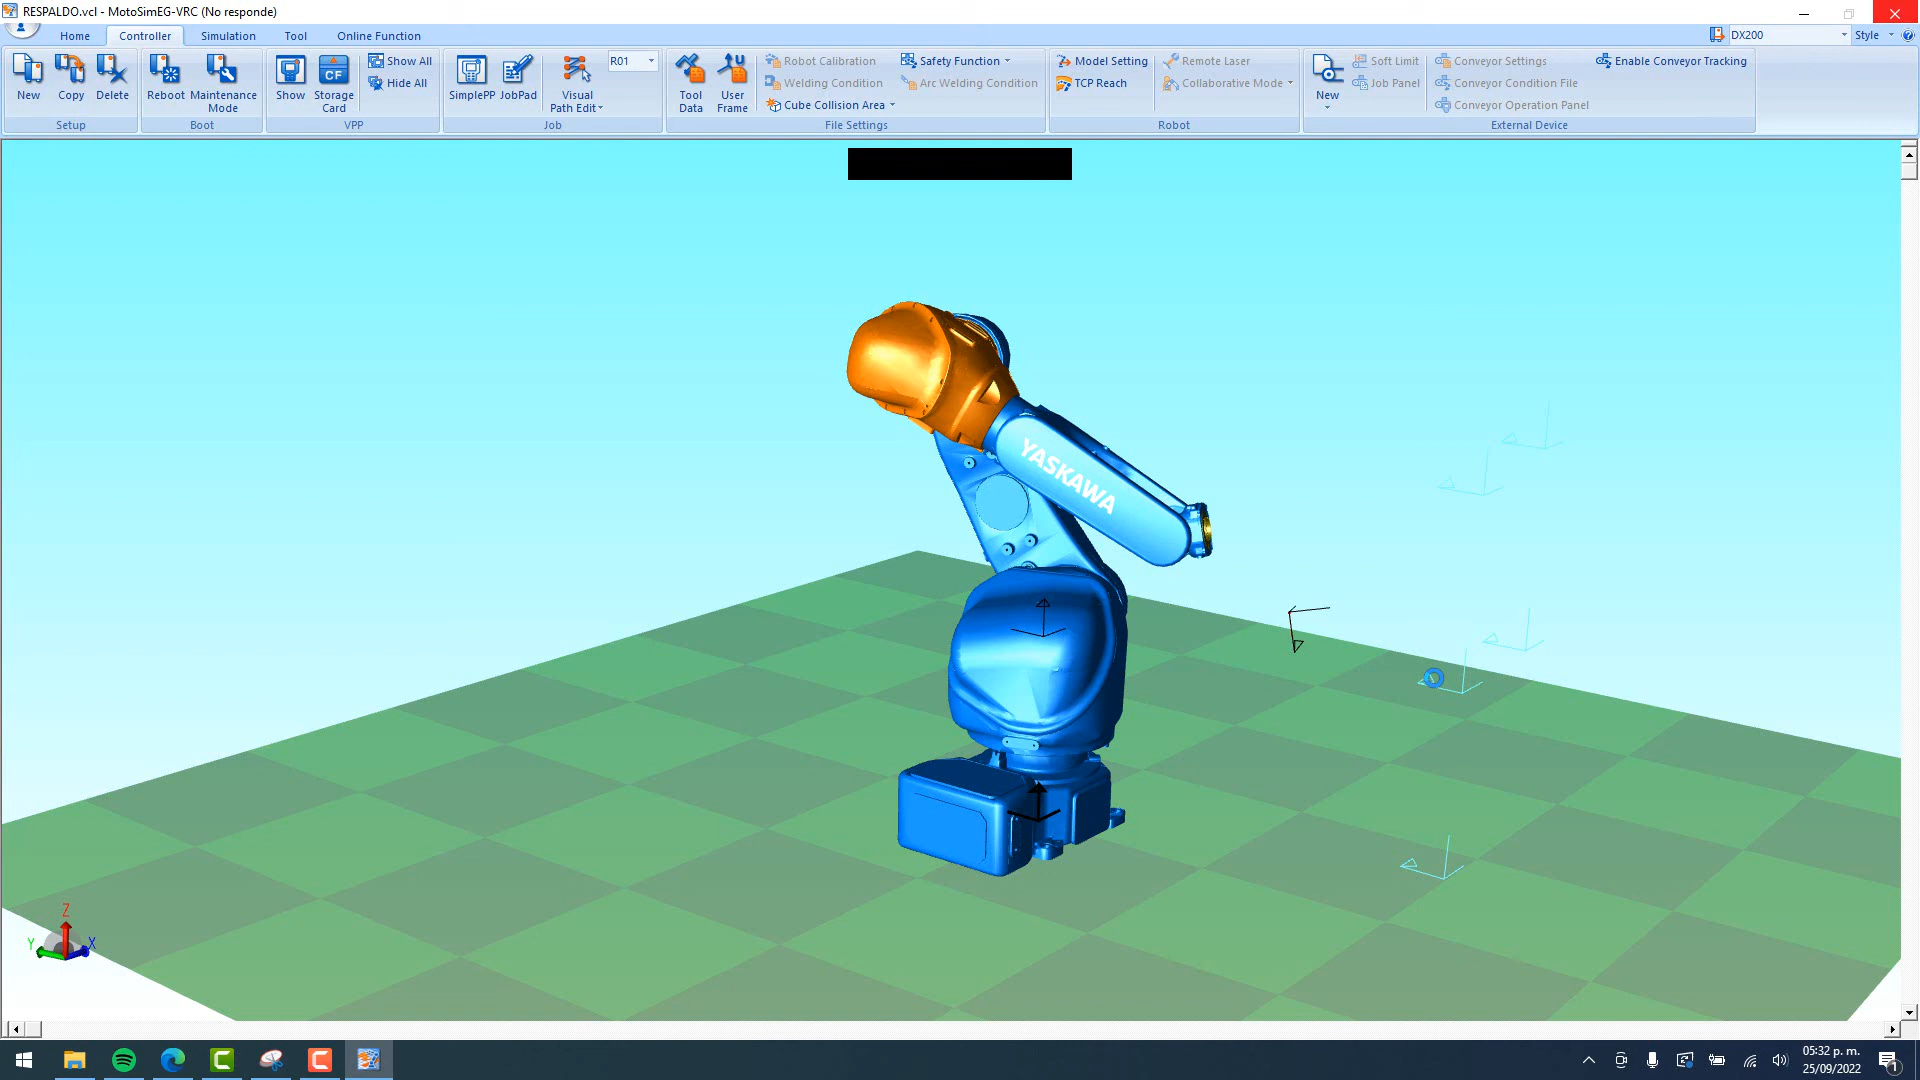 RESPALDO.vcl - MotoSimEG-VRC (No responde)
Home Controller Simulation Tool Online Function DX200 Style
New Copy Delete
Setup
Reboot Maintenance Mode
Boot
Show Storage Card Show All Hide All
VPP
SimplePP JobPad Visual Path Edit R01
Job
Tool Data User Frame
Robot Calibration
Welding Condition
Cube Collision Area
Safety Function
Arc Welding Condition
File Settings
Model Setting
TCP Reach
Remote Laser
Collaborative Mode
Robot
New
Soft Limit
Job Panel
Conveyor Settings
Conveyor Condition File
Conveyor Operation Panel
Enable Conveyor Tracking
External Device
CF
YASKAWA
Z
Y
X
05:32 p. m.
25/09/2022
1